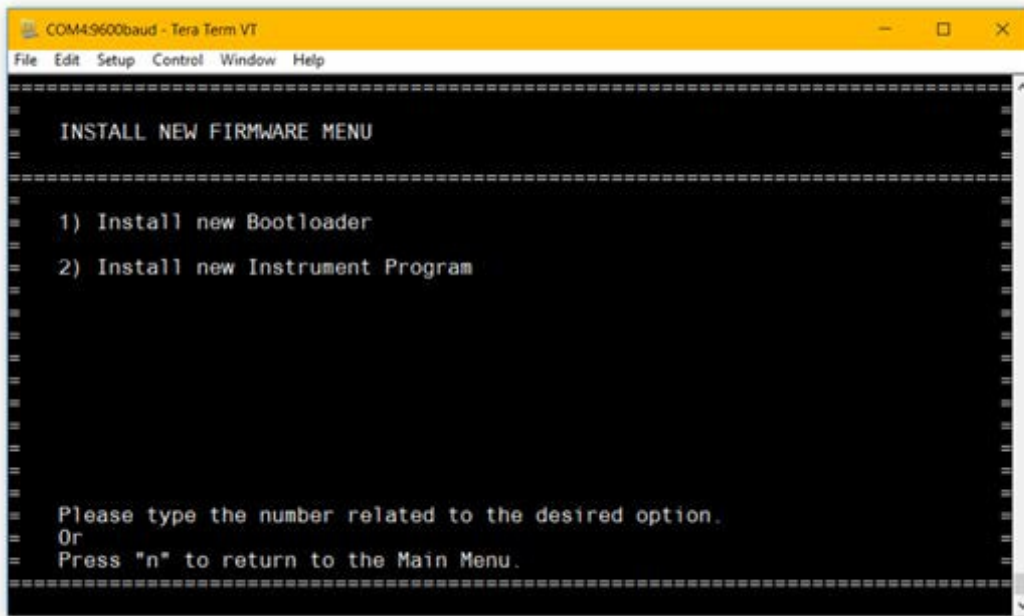 COM4:9600baud - Tera Term VT
File Edit Setup Control Window Help
INSTALL NEW FIRMWARE MENU
1) Install new Bootloader
2) Install new Instrument Program
Please type the number related to the desired option.
Or
Press "n" to return to the Main Menu.